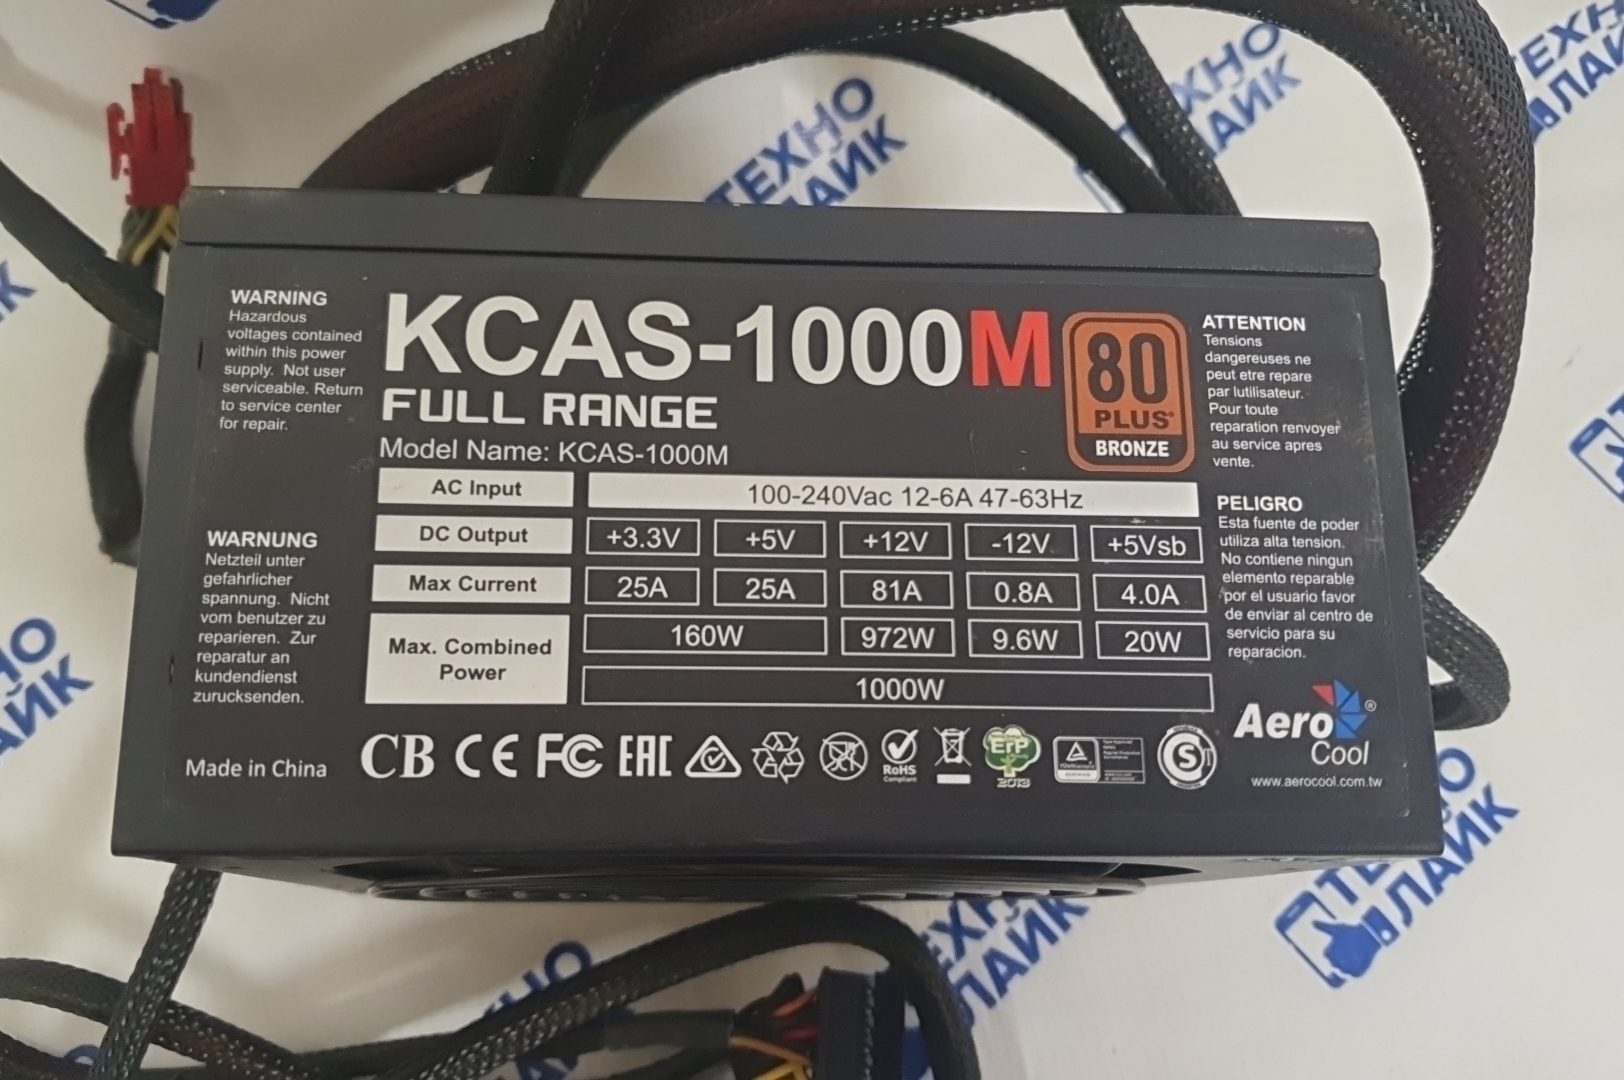 WARNING
Hazardous
voltages contained
within this power
supply. Not user
serviceable. Return
to service center
for repair.
WARNUNG
Netzteil unter
gefahrlicher
spannung. Nicht
vom benutzer zu
reparieren. Zur
reparatur an
kundendienst
zurucksenden.
Made in China
KCAS-1000M
FULL RANGE
Model Name: KCAS-1000M
80
PLUS
BRONZE
AC Input 100-240Vac 12-6A 47-63Hz
DC Output +3.3V +5V +12V -12V +5Vsb
Max Current 25A 25A 81A 0.8A 4.0A
Max. Combined
Power
160W 972W 9.6W 20W
1000W
CB CE FC EAC
RoHS
Compliant
ErP
2013
S
ATTENTION
Tensions
dangereuses ne
peut etre repare
par lutilisateur.
Pour toute
reparation renvoyer
au service apres
vente.
PELIGRO
Esta fuente de poder
utiliza alta tension.
No contiene ningun
elemento reparable
por el usuario favor
de enviar al centro de
servicio para su
reparacion.
Aero
Cool
®
www.aerocool.com.tw
ТЕХНО
ЛАЙК
ТЕХНО
ЛАЙК
ТЕХНО
ЛАЙК